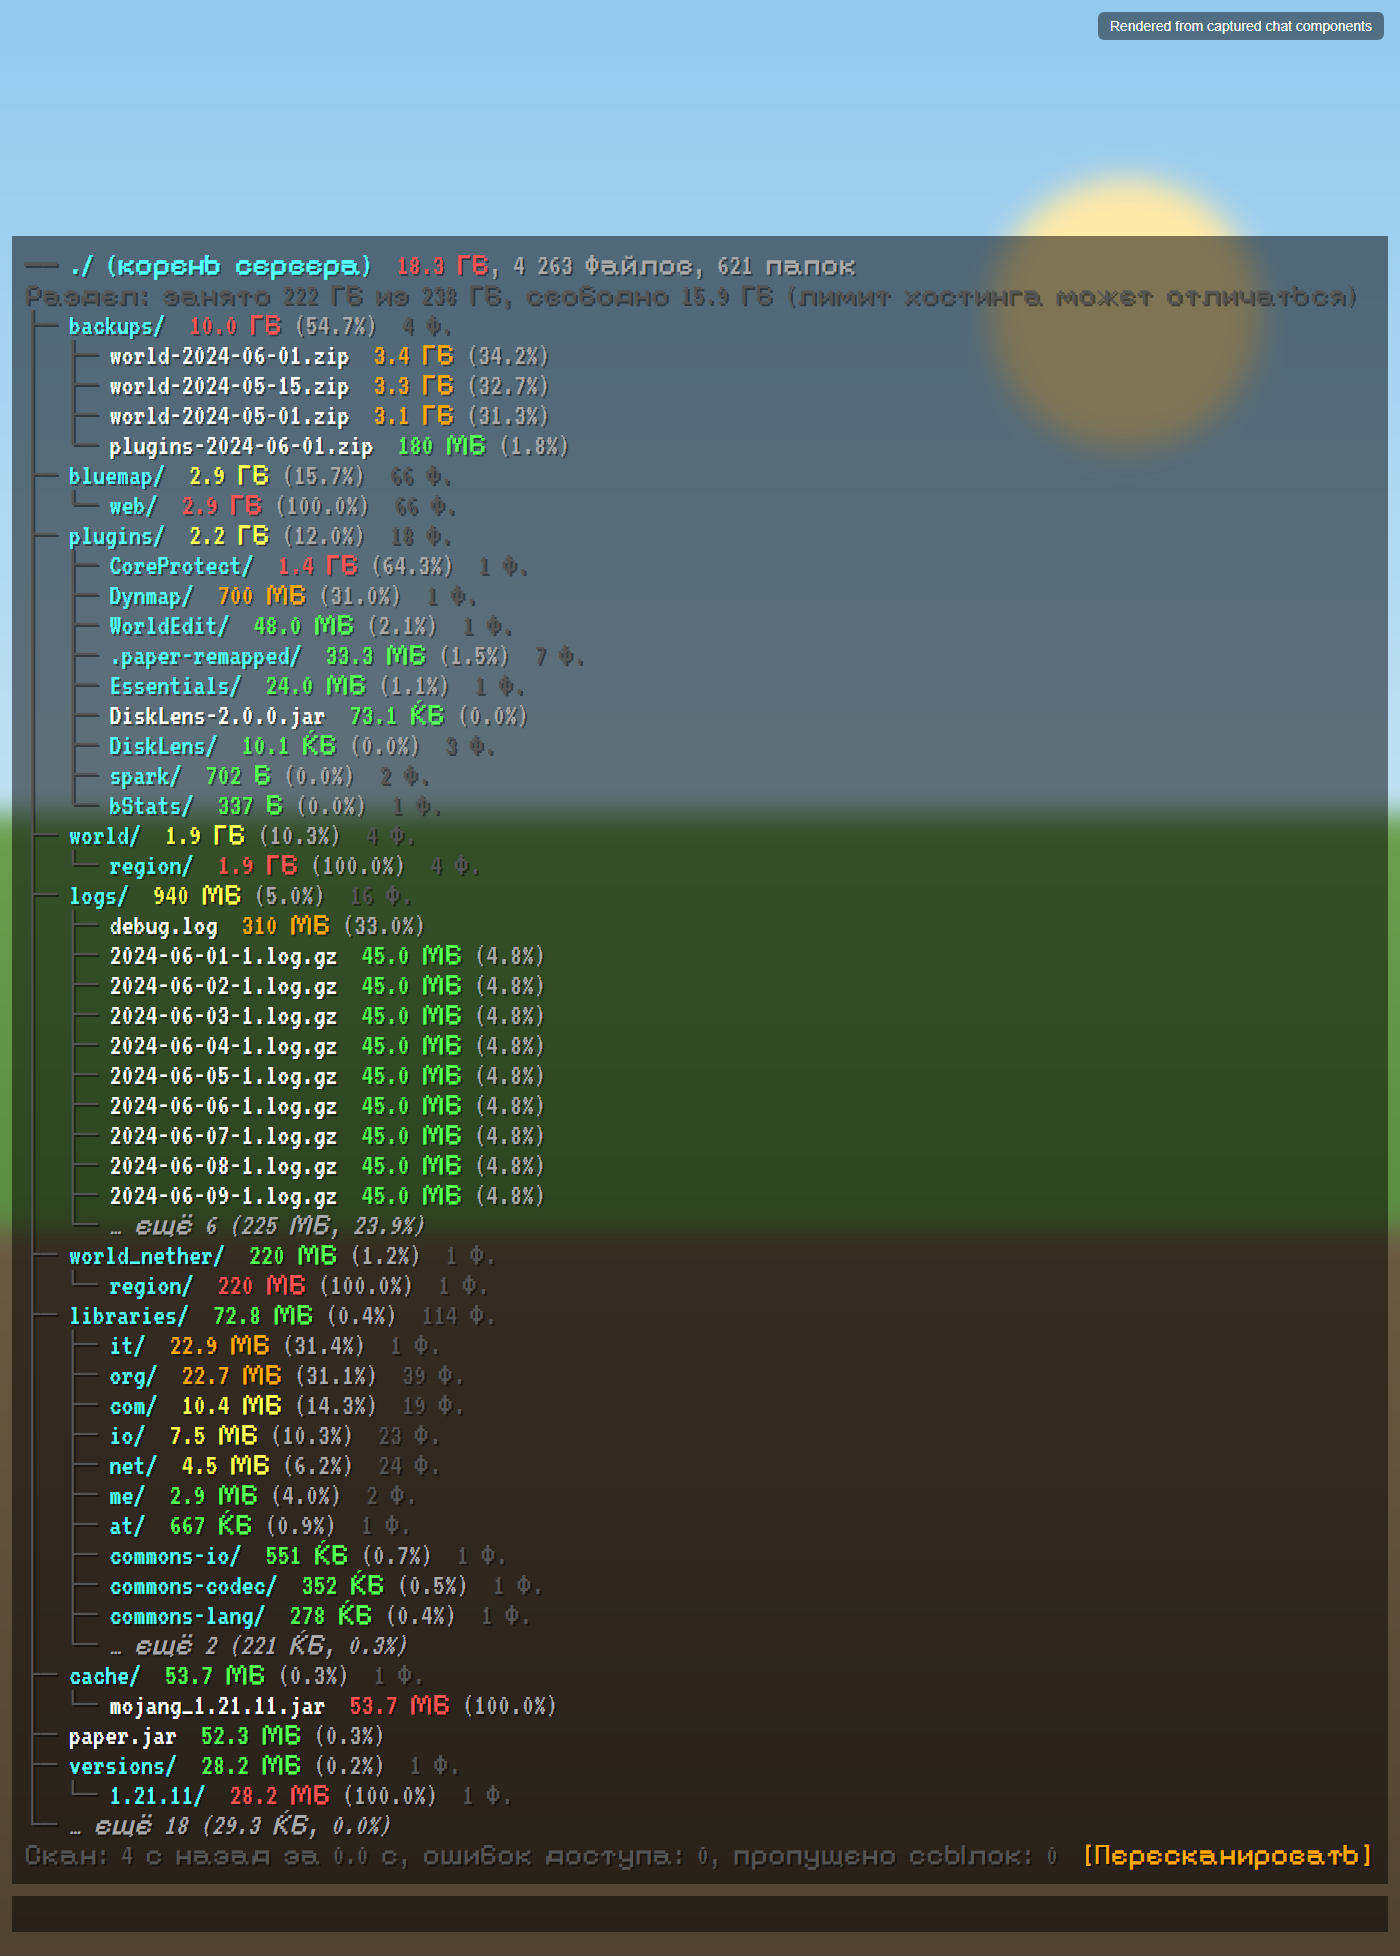 Rendered from captured chat components
── ./ (корень сервера) 18.3 ГБ, 4 263 файлов, 621 папок
Раздел: занято 222 ГБ из 238 ГБ, свободно 15.9 ГБ (лимит хостинга может отличаться)
├── backups/ 10.0 ГБ (54.7%) 4 ф.
├── world-2024-06-01.zip 3.4 ГБ (34.2%)
├── world-2024-05-15.zip 3.3 ГБ (32.7%)
├── world-2024-05-01.zip 3.1 ГБ (31.3%)
└── plugins-2024-06-01.zip 180 МБ (1.8%)
├── bluemap/ 2.9 ГБ (15.7%) 66 ф.
└── web/ 2.9 ГБ (100.0%) 66 ф.
├── plugins/ 2.2 ГБ (12.0%) 18 ф.
├── CoreProtect/ 1.4 ГБ (64.3%) 1 ф.
├── Dynmap/ 700 МБ (31.0%) 1 ф.
├── WorldEdit/ 48.0 МБ (2.1%) 1 ф.
├── .paper-remapped/ 33.3 МБ (1.5%) 7 ф.
├── Essentials/ 24.0 МБ (1.1%) 1 ф.
├── DiskLens-2.0.0.jar 73.1 КБ (0.0%)
├── DiskLens/ 10.1 КБ (0.0%) 3 ф.
├── spark/ 702 Б (0.0%) 2 ф.
└── bStats/ 337 Б (0.0%) 1 ф.
├── world/ 1.9 ГБ (10.3%) 4 ф.
└── region/ 1.9 ГБ (100.0%) 4 ф.
├── logs/ 940 МБ (5.0%) 16 ф.
├── debug.log 310 МБ (33.0%)
├── 2024-06-01-1.log.gz 45.0 МБ (4.8%)
├── 2024-06-02-1.log.gz 45.0 МБ (4.8%)
├── 2024-06-03-1.log.gz 45.0 МБ (4.8%)
├── 2024-06-04-1.log.gz 45.0 МБ (4.8%)
├── 2024-06-05-1.log.gz 45.0 МБ (4.8%)
├── 2024-06-06-1.log.gz 45.0 МБ (4.8%)
├── 2024-06-07-1.log.gz 45.0 МБ (4.8%)
├── 2024-06-08-1.log.gz 45.0 МБ (4.8%)
├── 2024-06-09-1.log.gz 45.0 МБ (4.8%)
└── … ещё 6 (225 МБ, 23.9%)
├── world_nether/ 220 МБ (1.2%) 1 ф.
└── region/ 220 МБ (100.0%) 1 ф.
├── libraries/ 72.8 МБ (0.4%) 114 ф.
├── it/ 22.9 МБ (31.4%) 1 ф.
├── org/ 22.7 МБ (31.1%) 39 ф.
├── com/ 10.4 МБ (14.3%) 19 ф.
├── io/ 7.5 МБ (10.3%) 23 ф.
├── net/ 4.5 МБ (6.2%) 24 ф.
├── me/ 2.9 МБ (4.0%) 2 ф.
├── at/ 667 КБ (0.9%) 1 ф.
├── commons-io/ 551 КБ (0.7%) 1 ф.
├── commons-codec/ 352 КБ (0.5%) 1 ф.
├── commons-lang/ 278 КБ (0.4%) 1 ф.
└── … ещё 2 (221 КБ, 0.3%)
├── cache/ 53.7 МБ (0.3%) 1 ф.
└── mojang_1.21.11.jar 53.7 МБ (100.0%)
├── paper.jar 52.3 МБ (0.3%)
├── versions/ 28.2 МБ (0.2%) 1 ф.
└── 1.21.11/ 28.2 МБ (100.0%) 1 ф.
└── … ещё 18 (29.3 КБ, 0.0%)
Скан: 4 с назад за 0.0 с, ошибок доступа: 0, пропущено ссылок: 0 [Пересканировать]